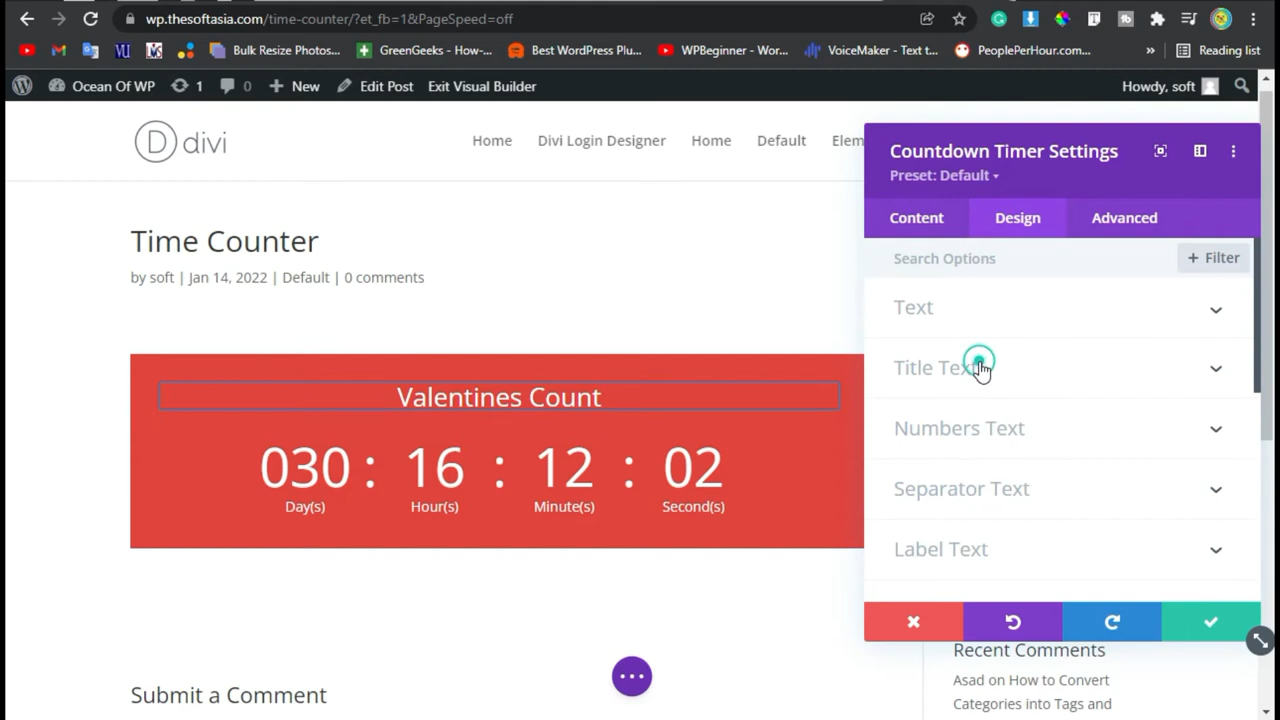 wp.thesoftasia.com/time-counter/?et_fb=1&PageSpeed=off
Bulk Resize Photos... GreenGeeks - How-... Best WordPress Plu... WPBeginner - Wor... VoiceMaker - Text t... PeoplePerHour.com... » Reading list
Ocean Of WP 1 0 + New Edit Post Exit Visual Builder Howdy, soft
D divi Home Divi Login Designer Home Default Elem
Countdown Timer Settings
Preset: Default
Content Design Advanced
Search Options + Filter
Text
Title Text
Numbers Text
Separator Text
Label Text
Time Counter
by soft | Jan 14, 2022 | Default | 0 comments
Valentines Count
030 : 16 : 12 : 02
Day(s) Hour(s) Minute(s) Second(s)
Recent Comments
Asad on How to Convert
Categories into Tags and
Submit a Comment